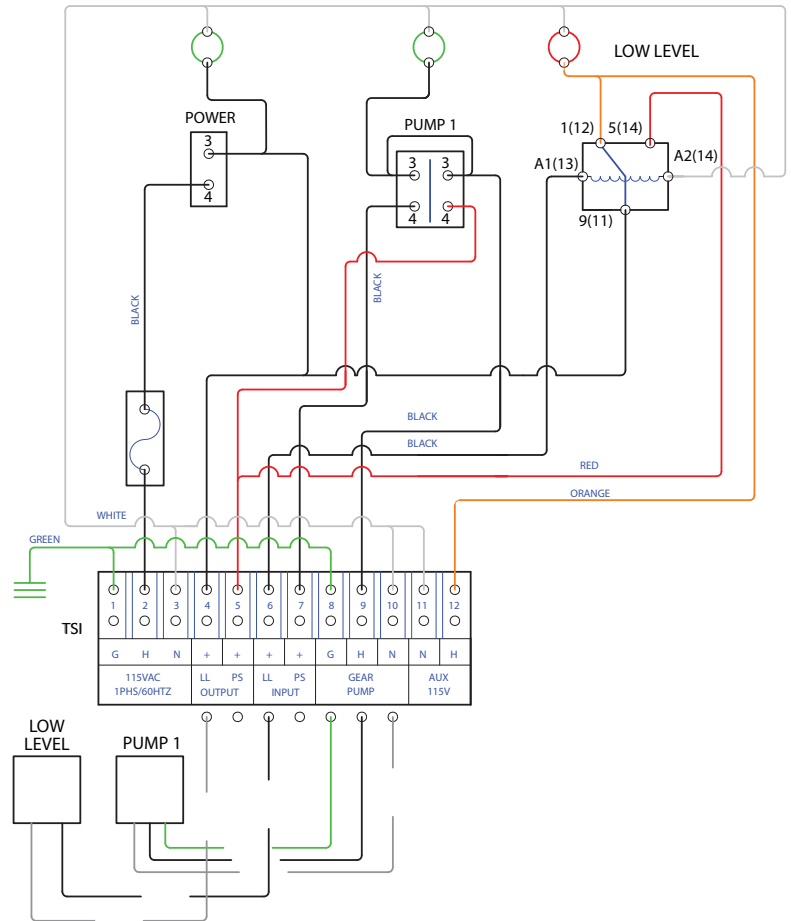 LOW LEVEL
POWER
PUMP 1
1(12) 5(14)
A1(13)
A2(14)
9(11)
3
4
3 3
4 4
BLACK
BLACK
BLACK
BLACK
RED
ORANGE
WHITE
GREEN
TSI
1 2 3 4 5 6 7 8 9 10 11 12
G H N + + + + G H N N H
115VAC
1PHS/60HTZ
LL PS
OUTPUT
LL PS
INPUT
GEAR
PUMP
AUX
115V
LOW
LEVEL
PUMP 1